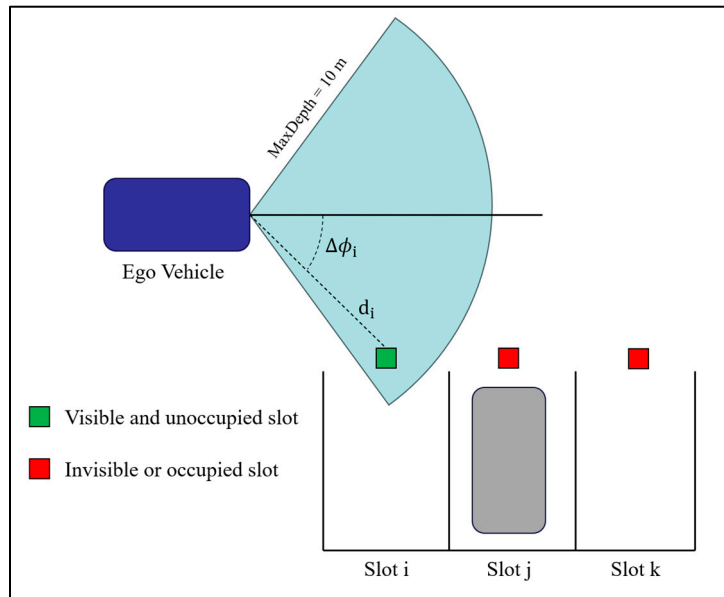 MaxDepth = 10 m
Δϕi
Ego Vehicle
di
Visible and unoccupied slot
Invisible or occupied slot
Slot i
Slot j
Slot k